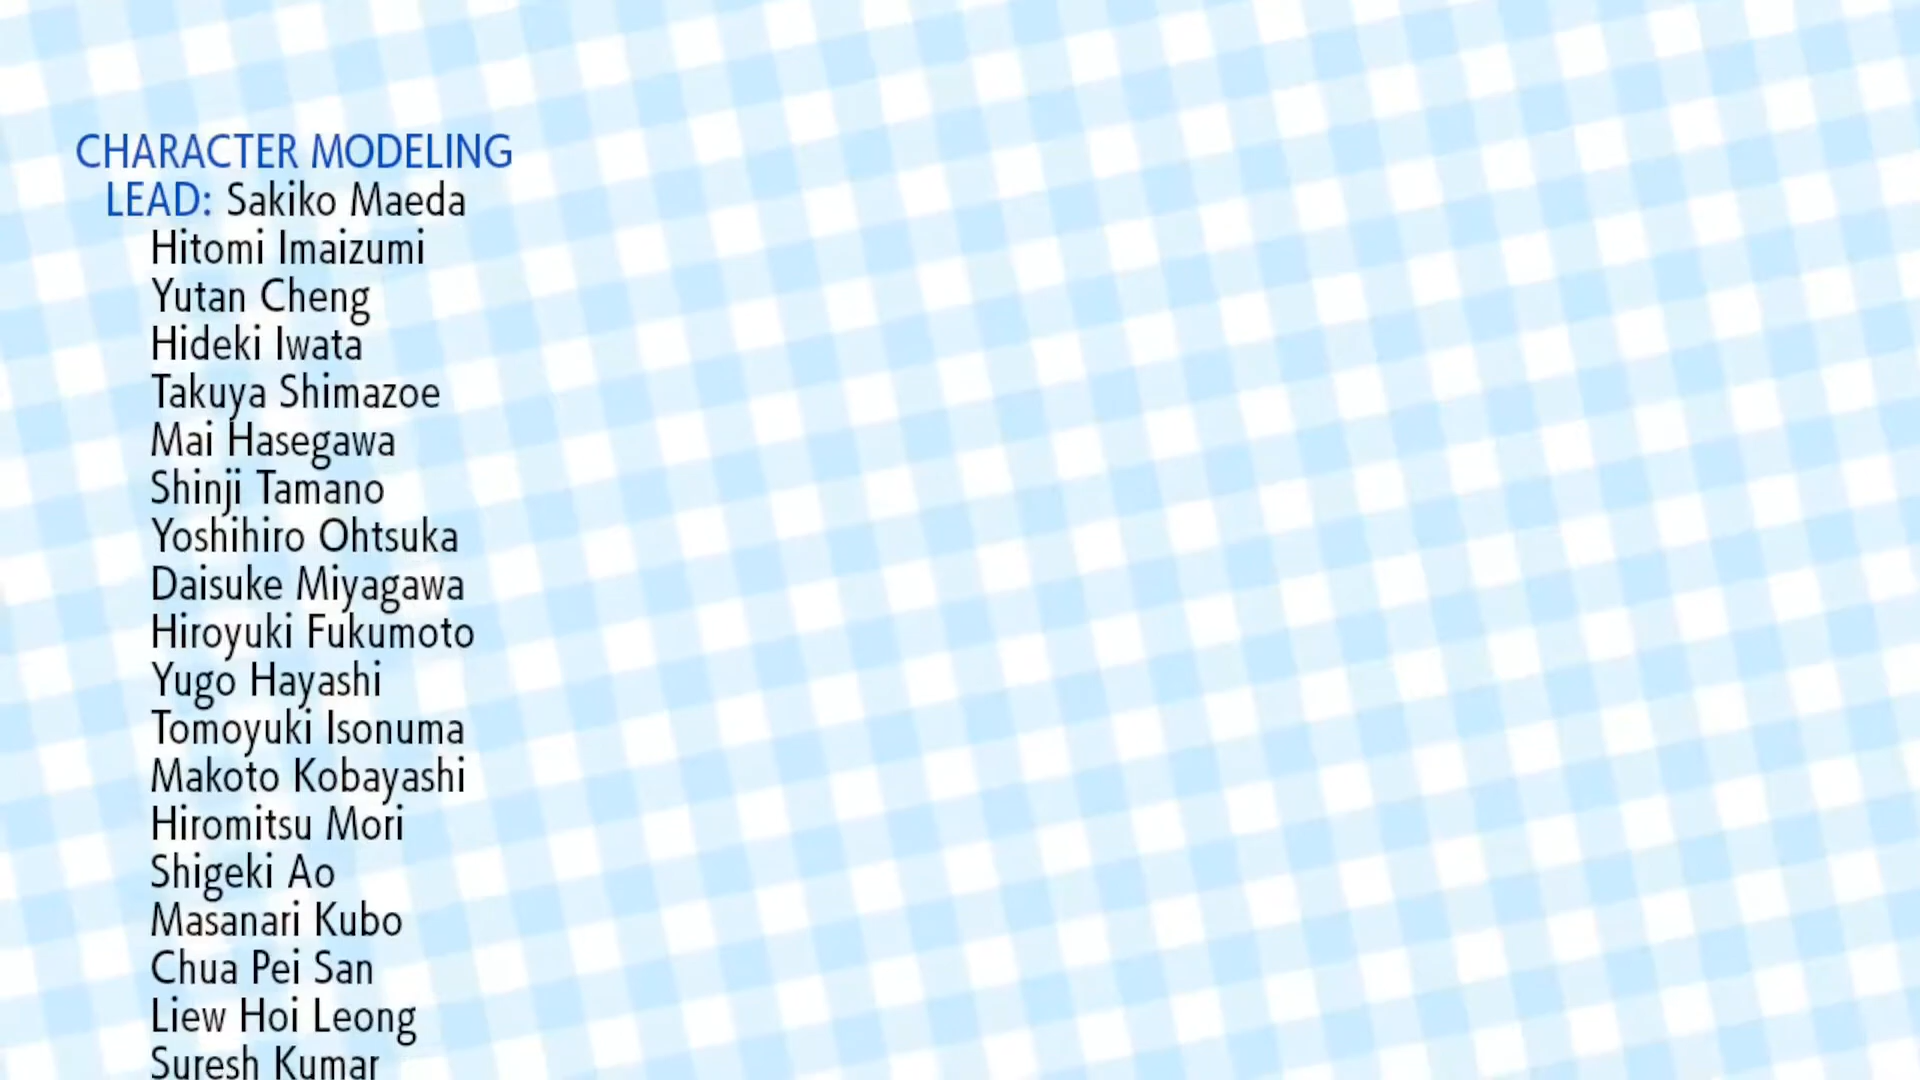 CHARACTER MODELING
LEAD: Sakiko Maeda
Hitomi Imaizumi
Yutan Cheng
Hideki Iwata
Takuya Shimazoe
Mai Hasegawa
Shinji Tamano
Yoshihiro Ohtsuka
Daisuke Miyagawa
Hiroyuki Fukumoto
Yugo Hayashi
Tomoyuki Isonuma
Makoto Kobayashi
Hiromitsu Mori
Shigeki Ao
Masanari Kubo
Chua Pei San
Liew Hoi Leong
Suresh Kumar